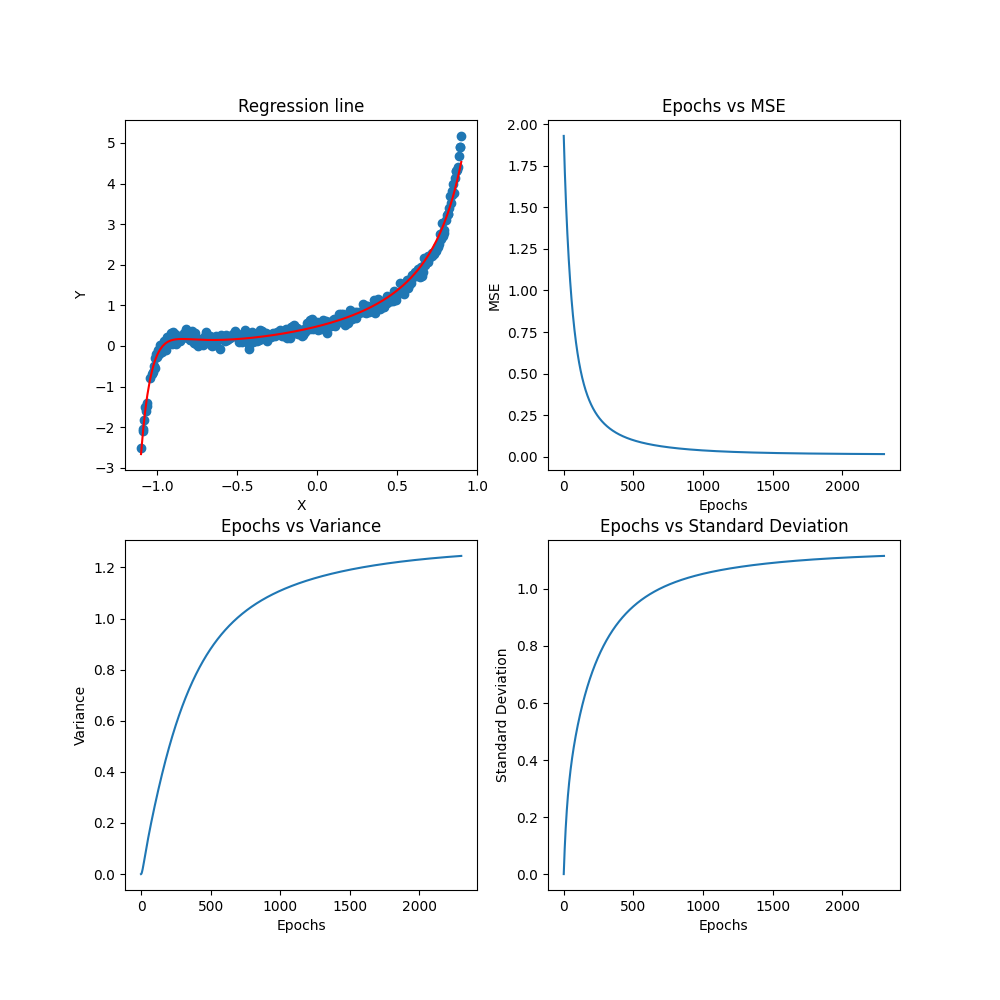 Regression line
5
4
3
2
1
0
−1
−2
−3
Y
−1.0 −0.5 0.0 0.5 1.0
X
Epochs vs MSE
2.00
1.75
1.50
1.25
1.00
0.75
0.50
0.25
0.00
MSE
0 500 1000 1500 2000
Epochs
Epochs vs Variance
1.2
1.0
0.8
0.6
0.4
0.2
0.0
Variance
0 500 1000 1500 2000
Epochs
Epochs vs Standard Deviation
1.0
0.8
0.6
0.4
0.2
0.0
Standard Deviation
0 500 1000 1500 2000
Epochs